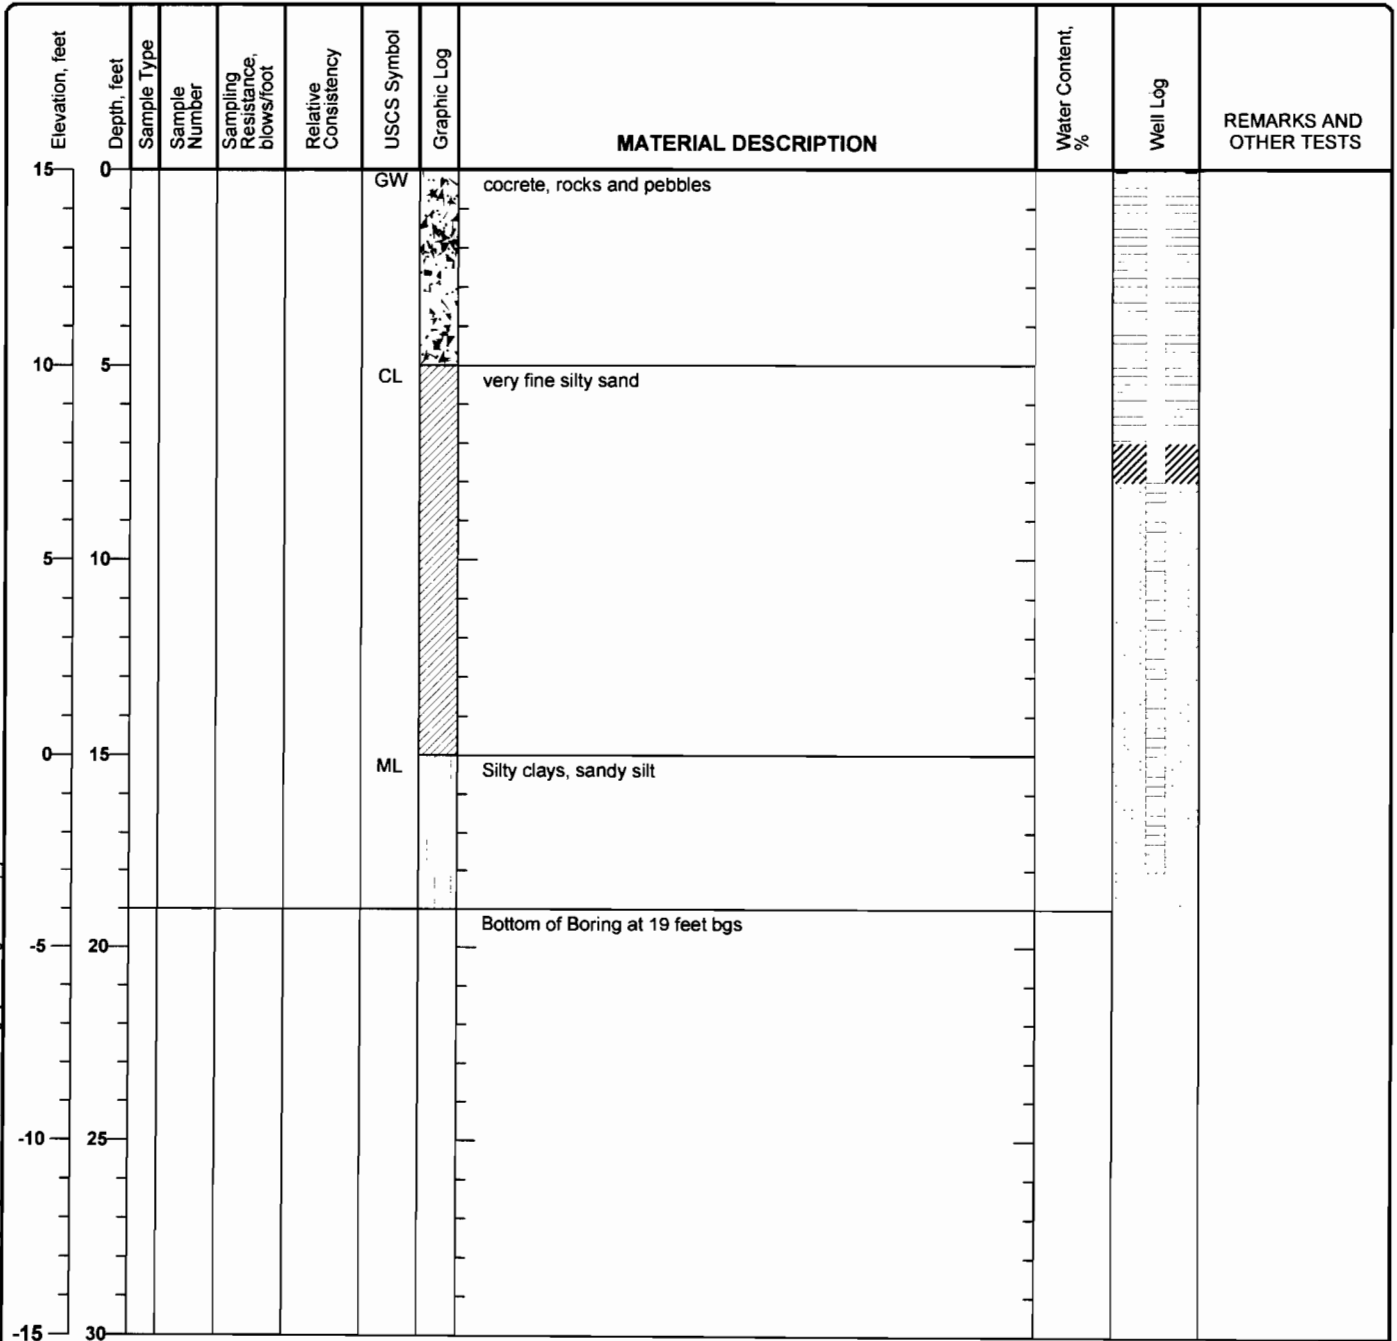 Elevation, feet
Depth, feet
Sample Type
Sample
Number
Sampling
Resistance,
blows/foot
Relative
Consistency
USCS Symbol
Graphic Log
MATERIAL DESCRIPTION
Water Content,
%
Well Log
REMARKS AND
OTHER TESTS
15 0
GW cocrete, rocks and pebbles
10 5
CL very fine silty sand
5 10
0 15
ML Silty clays, sandy silt
Bottom of Boring at 19 feet bgs
-5 20
-10 25
-15 30